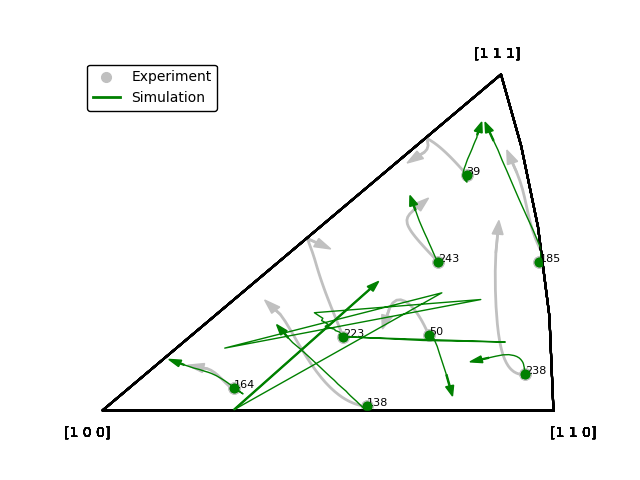 [1 1 1]
Experiment
Simulation
39
243
185
223
50
238
164
138
[1 0 0]
[1 1 0]